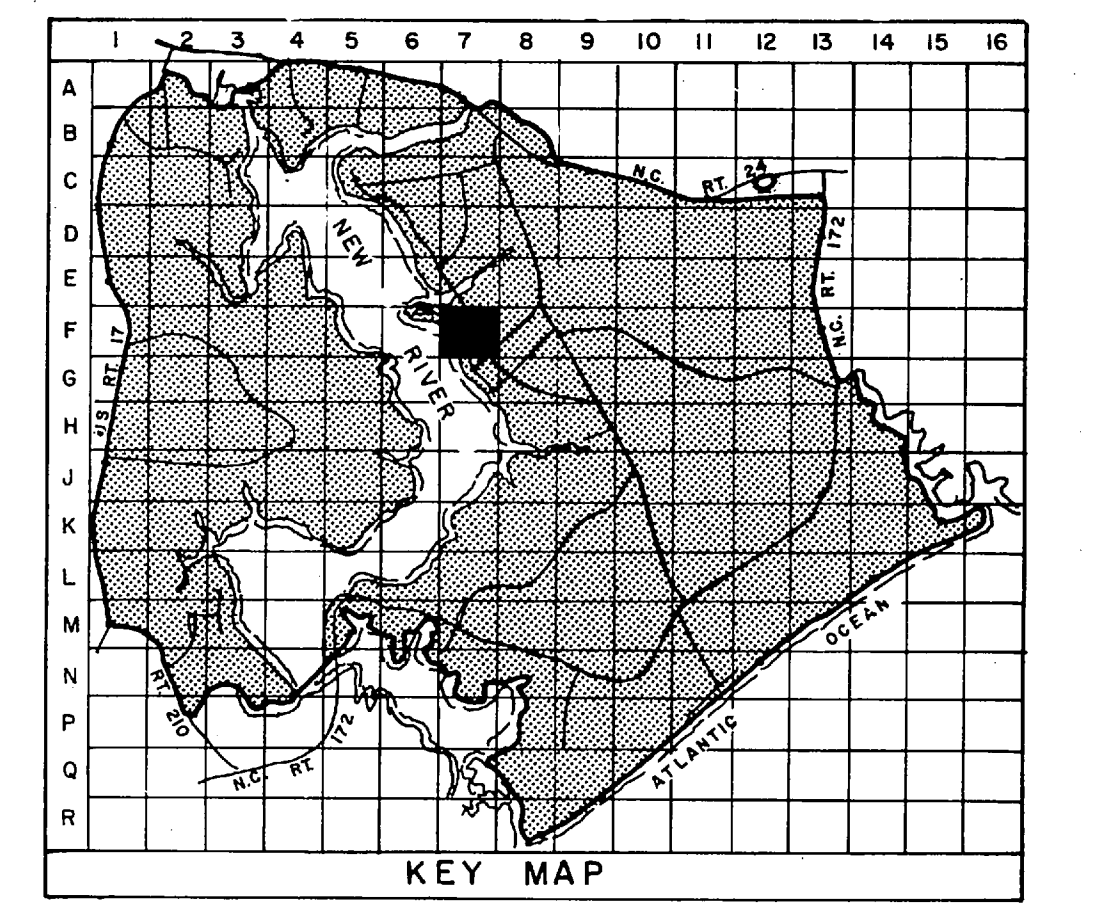 1 2 3 4 5 6 7 8 9 10 11 12 13 14 15 16
A
B
C
D
E
F
G
H
J
K
L
M
N
P
Q
R
N.C. RT. 24
N.C. RT. 172
NEW
RIVER
RT. 17
RT. 210
N.C. RT. 172
ATLANTIC OCEAN
KEY MAP